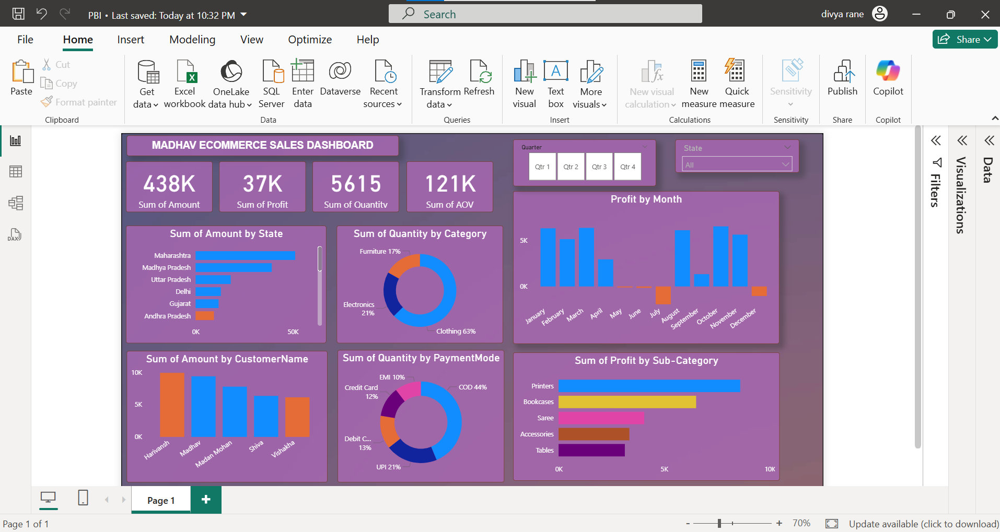 PBI • Last saved: Today at 10:32 PM
Search
divya rane
File
Home
Insert
Modeling
View
Optimize
Help
Share
Paste
Cut
Copy
Format painter
Clipboard
Get data
Excel workbook
OneLake data hub
SQL Server
Enter data
Dataverse
Recent sources
Data
Transform data
Refresh
Queries
New visual
A
Text box
More visuals
Insert
fx
New visual calculation
New measure
Quick measure
Calculations
Sensitivity
Sensitivity
Publish
Share
Copilot
Copilot
DAX
MADHAV ECOMMERCE SALES DASHBOARD
438K
Sum of Amount
37K
Sum of Profit
5615
Sum of Quantity
121K
Sum of AOV
Quarter
Qtr 1
Qtr 2
Qtr 3
Qtr 4
State
All
Sum of Amount by State
Maharashtra
Madhya Pradesh
Uttar Pradesh
Delhi
Gujarat
Andhra Pradesh
0K
50K
Sum of Quantity by Category
Furniture 17%
Electronics
21%
Clothing 63%
Profit by Month
5K
0K
January
February
March
April
May
June
July
August
September
October
November
December
Sum of Amount by CustomerName
10K
5K
0K
Harivansh
Madhav
Madan Mohan
Shiva
Vishakha
Sum of Quantity by PaymentMode
EMI 10%
Credit Card
12%
COD 44%
Debit C...
13%
UPI 21%
Sum of Profit by Sub-Category
Printers
Bookcases
Saree
Accessories
Tables
0K
5K
10K
Filters
Visualizations
Data
Page 1
+
Page 1 of 1
- + 70%
Update available (click to download)